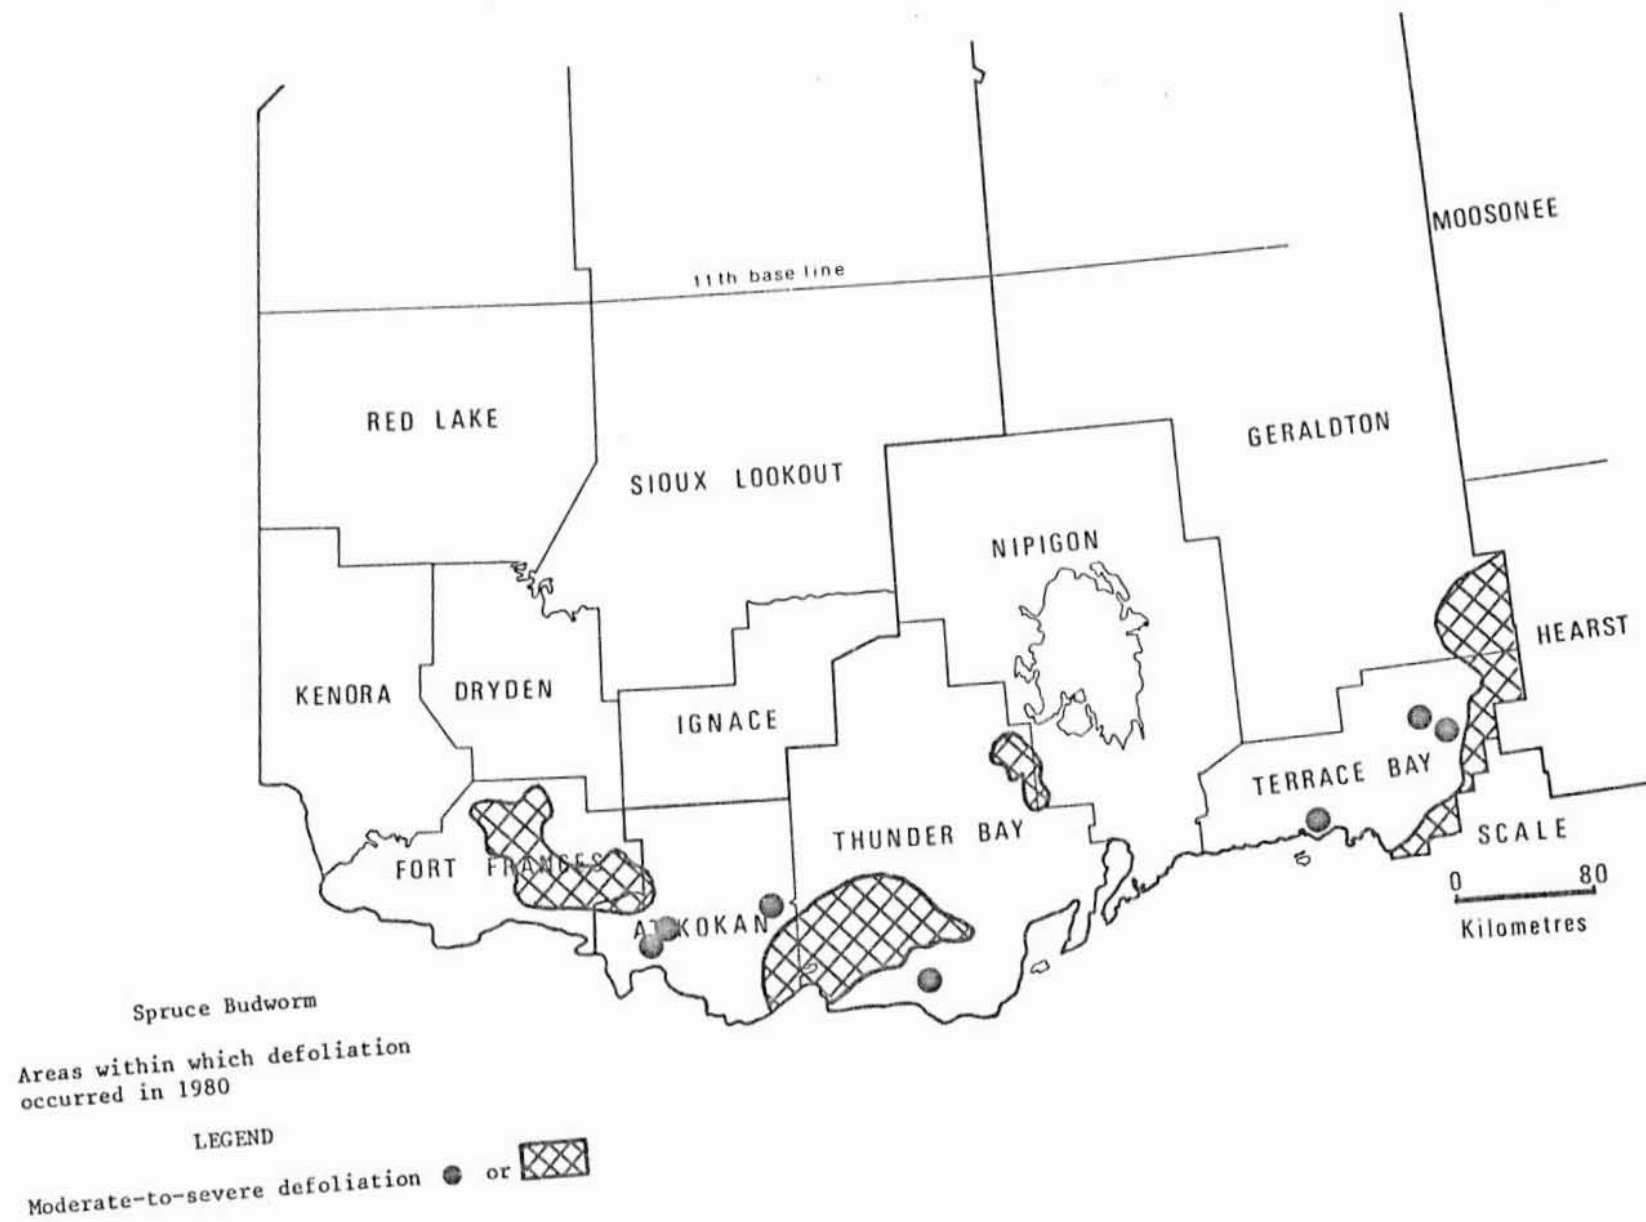 MOOSONEE
11th base line
RED LAKE
GERALDTON
SIOUX LOOKOUT
NIPIGON
HEARST
KENORA
DRYDEN
IGNACE
TERRACE BAY
THUNDER BAY
FORT FRANCES
ATIKOKAN
SCALE
0 80
Kilometres
Spruce Budworm
Areas within which defoliation
occurred in 1980
LEGEND
Moderate-to-severe defoliation or